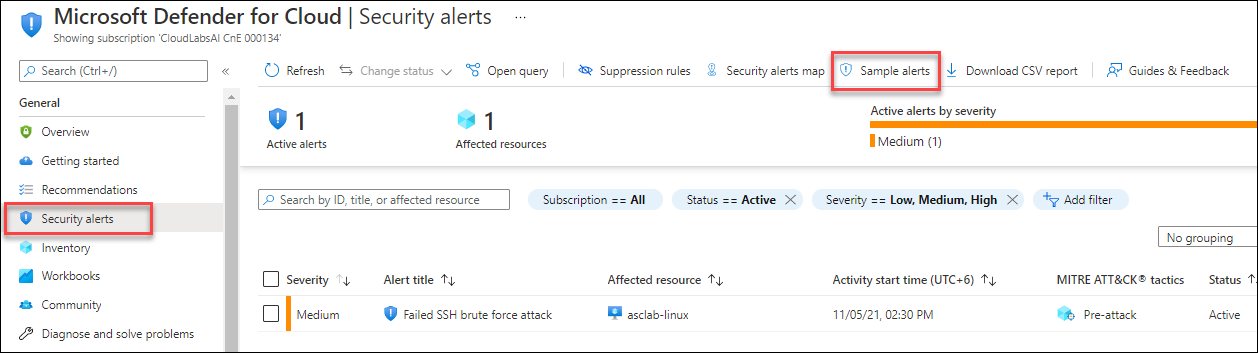 Microsoft Defender for Cloud | Security alerts ...
Showing subscription 'CloudLabsAI CnE 000134'
Search (Ctrl+/) «
Refresh Change status Open query Suppression rules Security alerts map Sample alerts Download CSV report Guides & Feedback
General
Overview
Getting started
Recommendations
Security alerts
Inventory
Workbooks
Community
Diagnose and solve problems
1
Active alerts
1
Affected resources
Active alerts by severity
Medium (1)
Search by ID, title, or affected resource
Subscription == All
Status == Active
Severity == Low, Medium, High
Add filter
No grouping
Severity Alert title Affected resource Activity start time (UTC+6) MITRE ATT&CK® tactics Status
Medium Failed SSH brute force attack asclab-linux 11/05/21, 02:30 PM Pre-attack Active